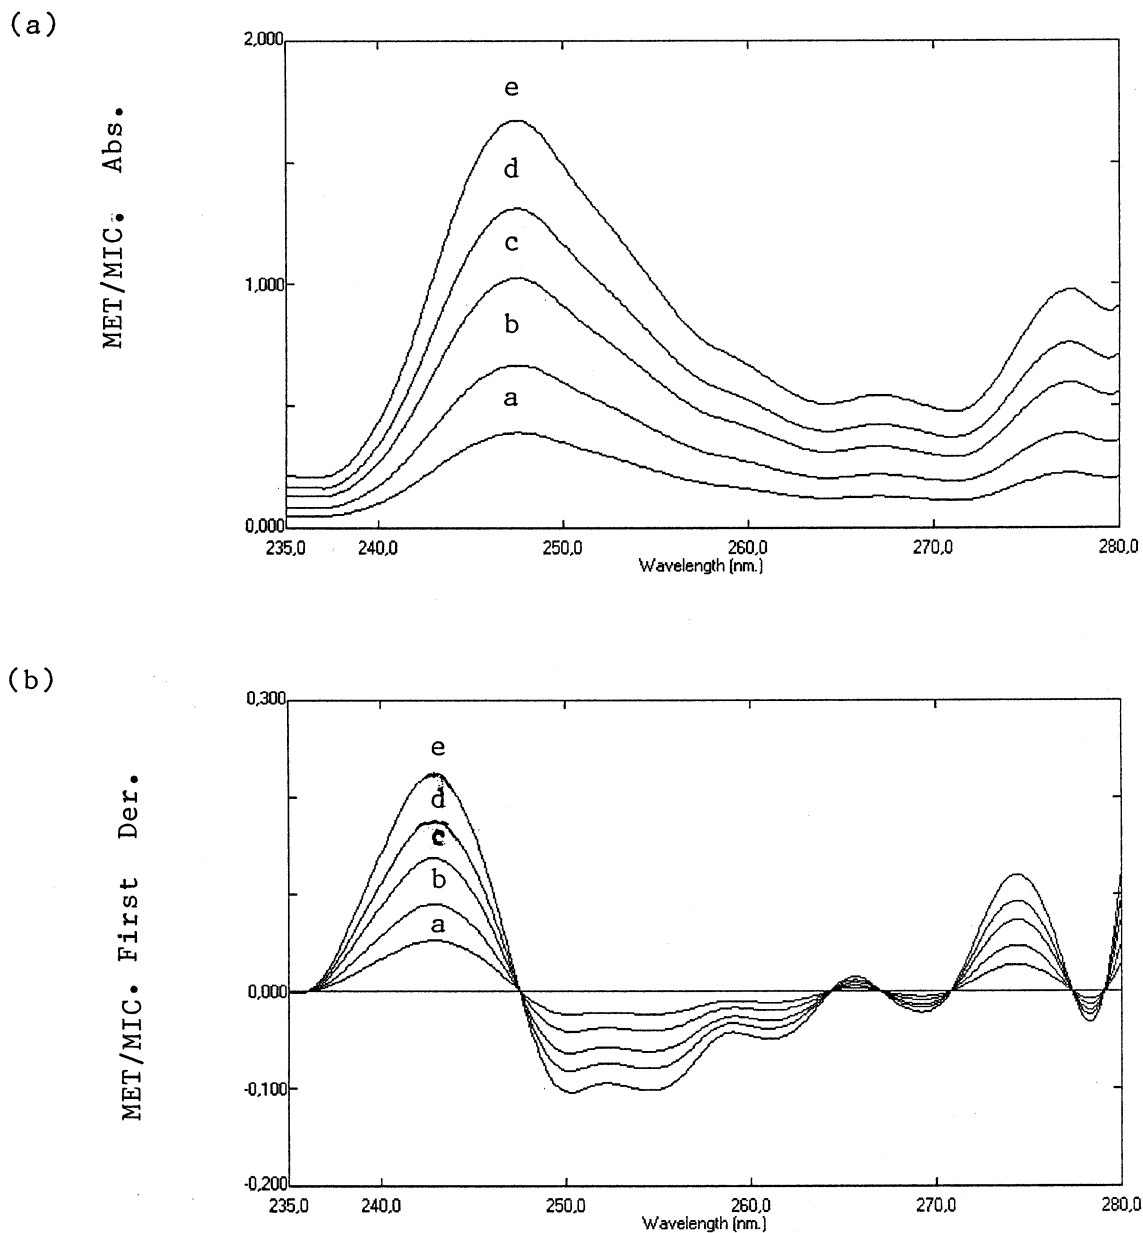 (a)
MET/MIC. Abs.
2,000
1,000
0,000
e
d
c
b
a
235,0 240,0 250,0 260,0 270,0 280,0
Wavelength (nm.)
(b)
MET/MIC. First Der.
0,300
0,000
-0,100
-0,200
e
d
c
b
a
235,0 240,0 250,0 260,0 270,0 280,0
Wavelength (nm.)